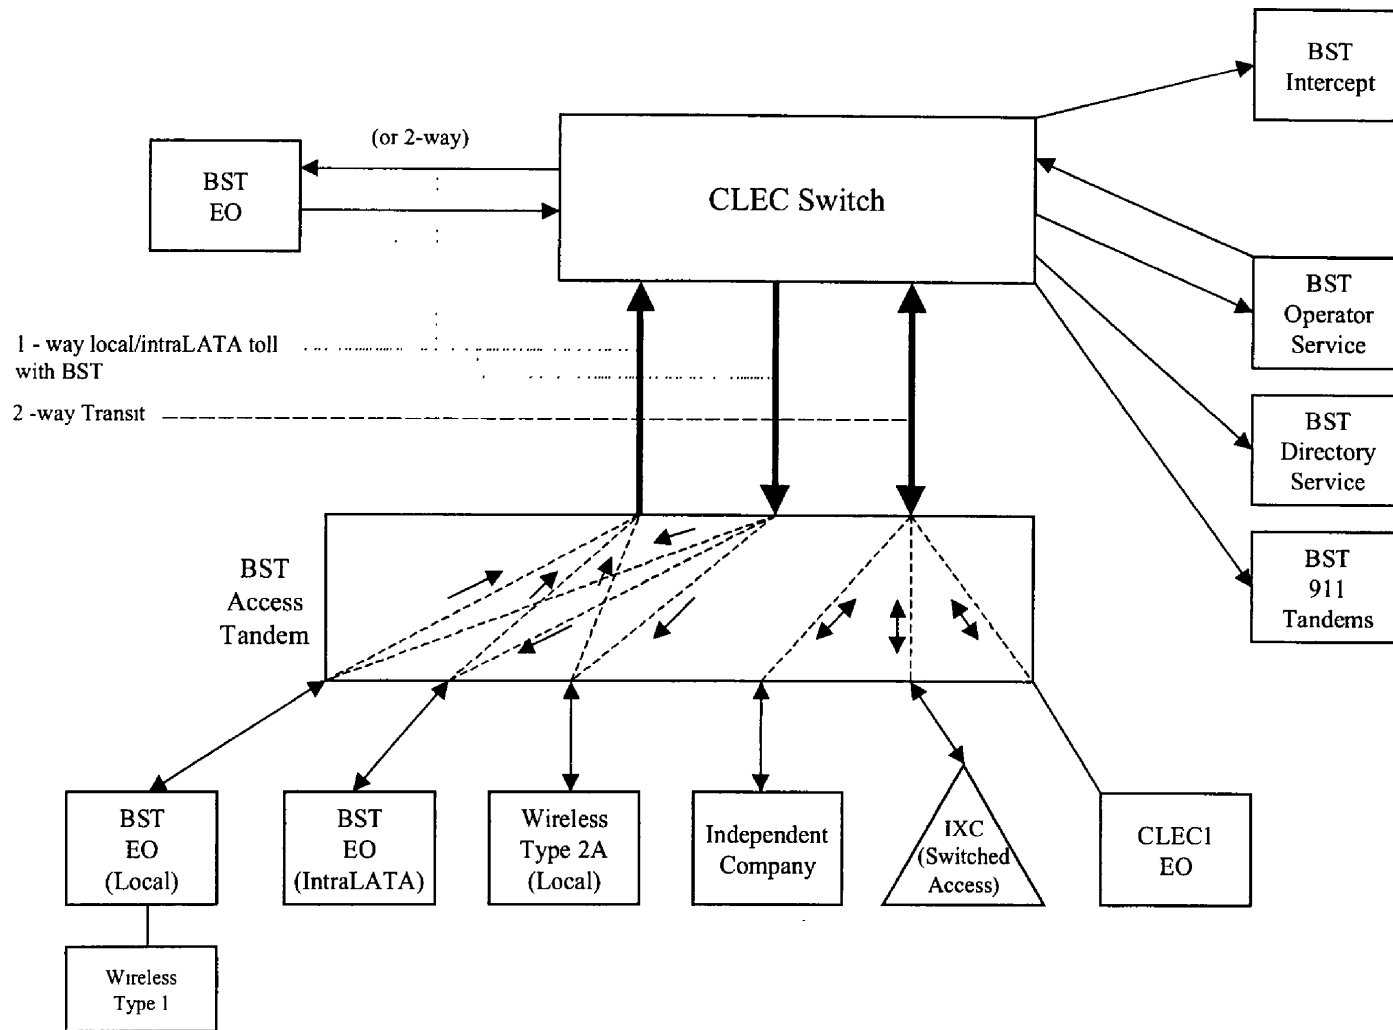 BST
Intercept
(or 2-way)
BST
EO
CLEC Switch
BST
Operator
Service
1 - way local/intraLATA toll
with BST
2 -way Transit
BST
Directory
Service
BST
911
Tandems
BST
Access
Tandem
BST
EO
(Local)
BST
EO
(IntraLATA)
Wireless
Type 2A
(Local)
Independent
Company
IXC
(Switched
Access)
CLEC1
EO
Wireless
Type 1